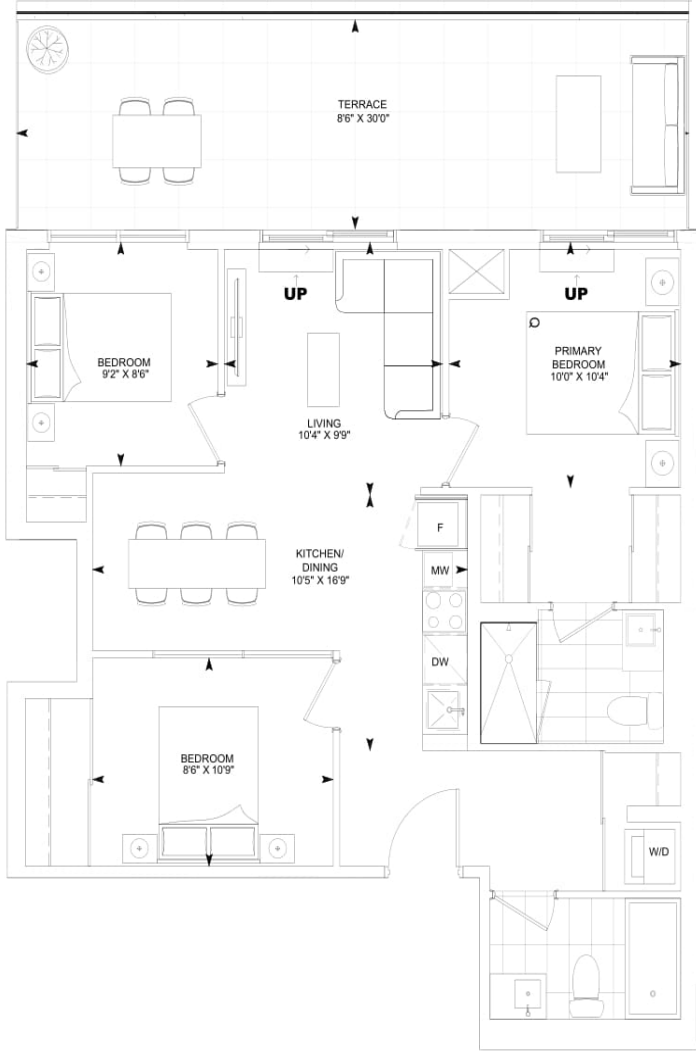 TERRACE
8'6" X 30'0"
UP
UP
BEDROOM
9'2" X 8'6"
PRIMARY
BEDROOM
10'0" X 10'4"
LIVING
10'4" X 9'9"
F
KITCHEN/
DINING
10'5" X 16'9"
MW
DW
BEDROOM
8'6" X 10'9"
W/D